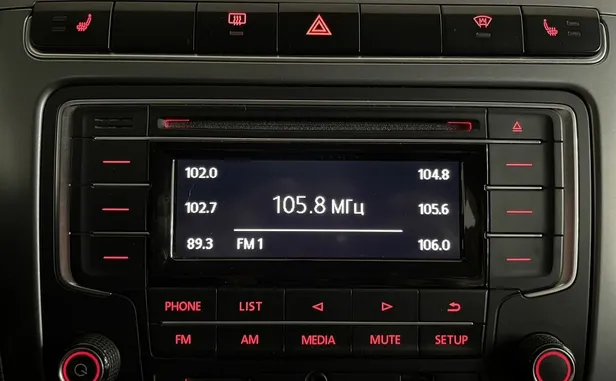 102.0 104.8
102.7 105.8 МГц 105.6
89.3 FM 1 106.0
PHONE LIST
FM AM MEDIA MUTE SETUP